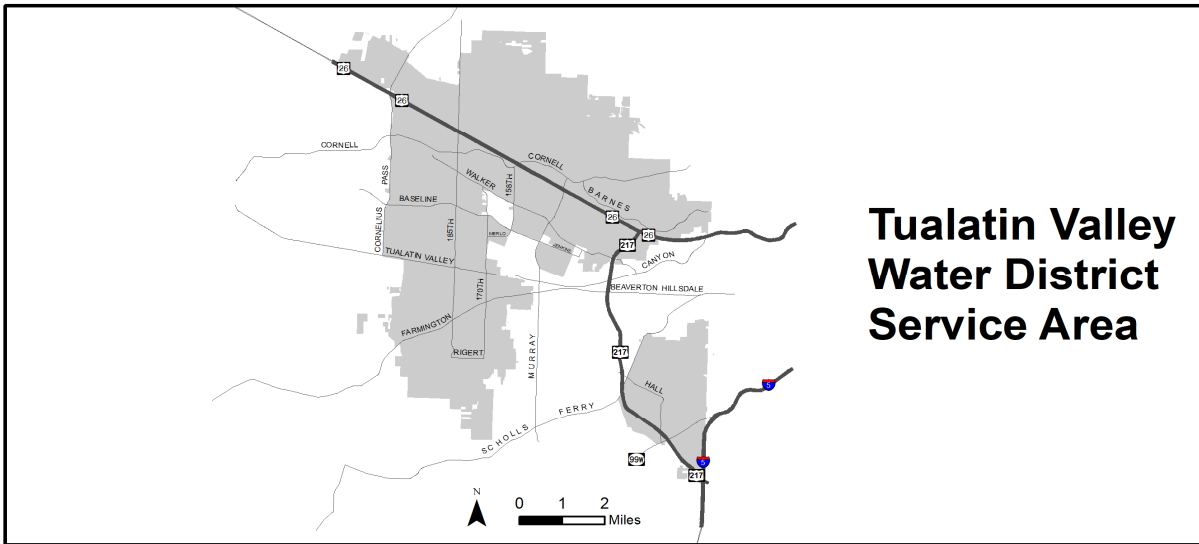 26
26
CORNELL
CORNELL
PASS
WALKER
158TH
BARNES
BASELINE
CORNELIUS
185TH
MERLO
JENKINS
26
26
217
TUALATIN VALLEY
CANYON
170TH
BEAVERTON HILLSDALE
FARMINGTON
RIGERT
MURRAY
217
HALL
5
SCHOLLS
FERRY
99W
5
217
N
0 1 2
Miles
Tualatin Valley
Water District
Service Area